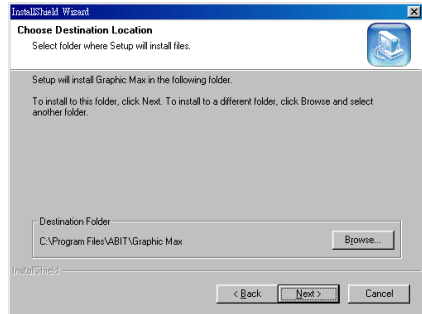 InstallShield Wizard
Choose Destination Location
Select folder where Setup will install files.
Setup will install Graphic Max in the following folder.
To install to this folder, click Next. To install to a different folder, click Browse and select
another folder.
Destination Folder
C:\Program Files\ABIT\Graphic Max
Browse...
InstallShield
< Back
Next >
Cancel